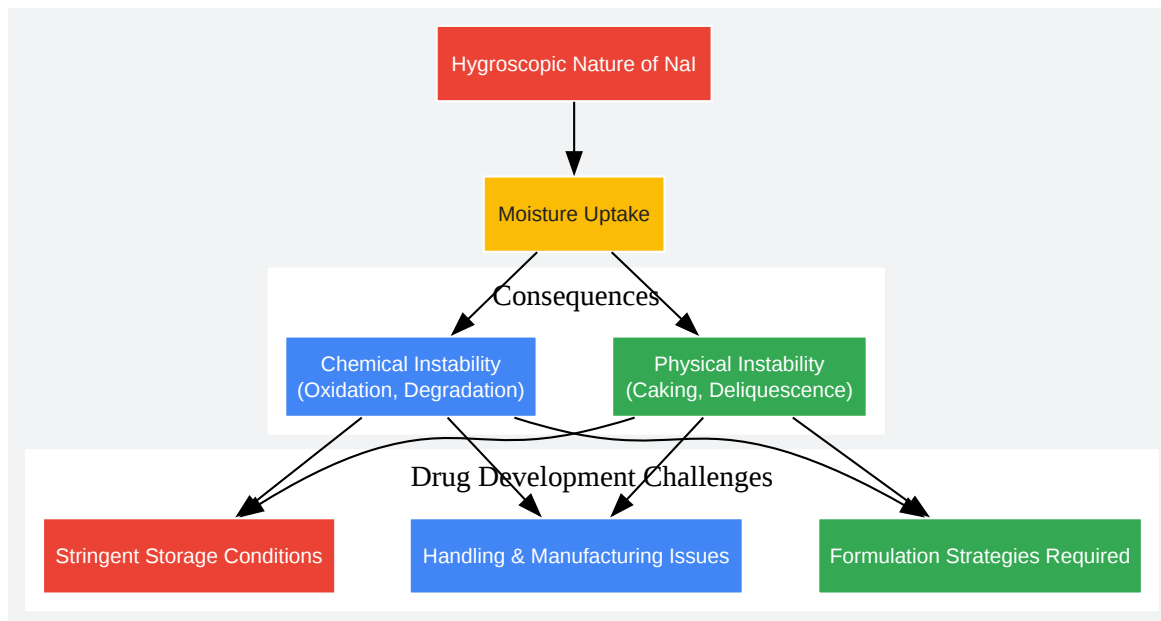 Hygroscopic Nature of NaI
Moisture Uptake
Consequences
Chemical Instability
(Oxidation, Degradation)
Physical Instability
(Caking, Deliquescence)
Drug Development Challenges
Stringent Storage Conditions
Handling & Manufacturing Issues
Formulation Strategies Required